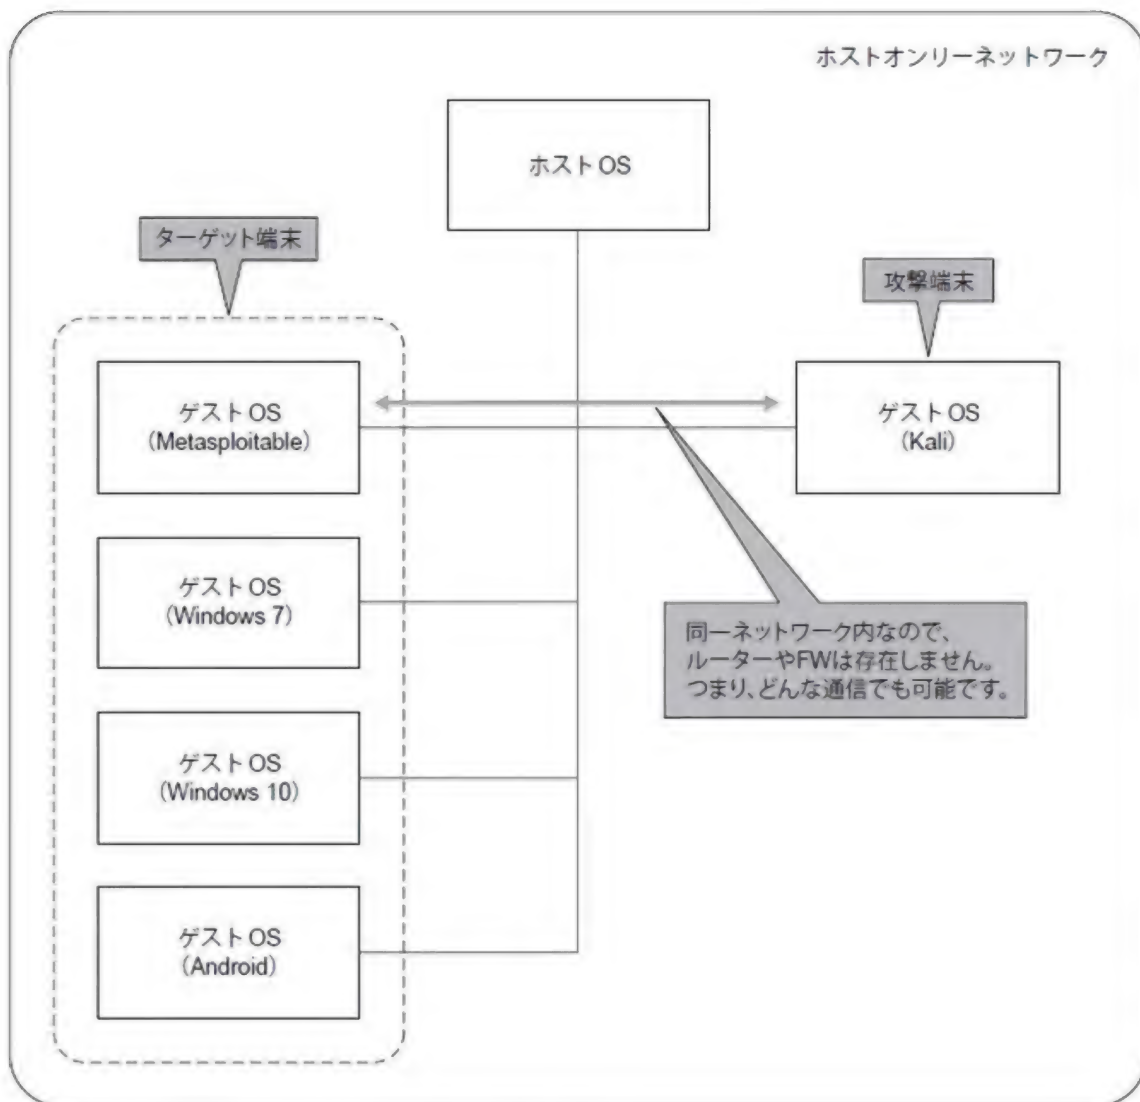 ホストオンリーネットワーク
ホストOS
ターゲット端末
攻撃端末
ゲストOS
(Metasploitable)
ゲストOS
(Kali)
ゲストOS
(Windows 7)
同一ネットワーク内なので、
ルーターやFWは存在しません。
つまり、どんな通信でも可能です。
ゲストOS
(Windows 10)
ゲストOS
(Android)